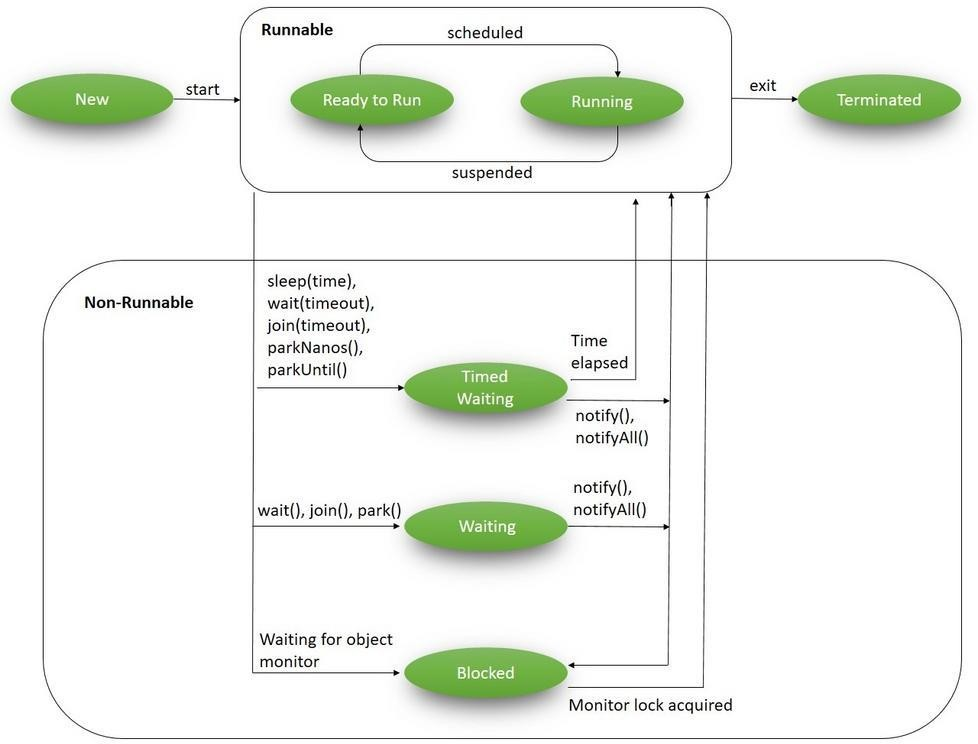 Runnable
scheduled
New
start
Ready to Run
Running
exit
Terminated
suspended
Non-Runnable
sleep(time),
wait(timeout),
join(timeout),
parkNanos(),
parkUntil()
Time
elapsed
Timed
Waiting
notify(),
notifyAll()
wait(), join(), park()
Waiting
notify(),
notifyAll()
Waiting for object
monitor
Blocked
Monitor lock acquired